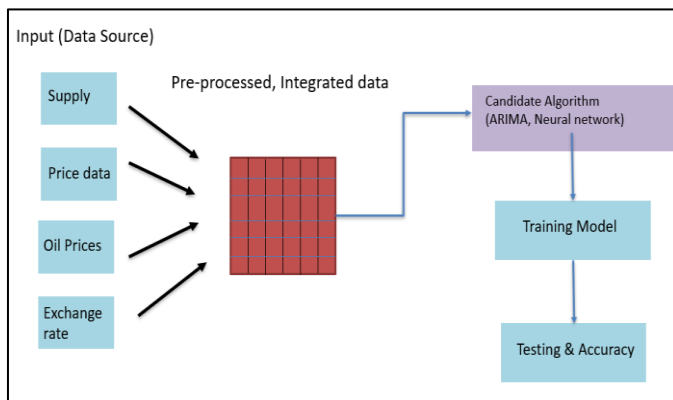 Input (Data Source)
Supply
Price data
Oil Prices
Exchange
rate
Pre-processed, Integrated data
Candidate Algorithm
(ARIMA, Neural network)
Training Model
Testing & Accuracy